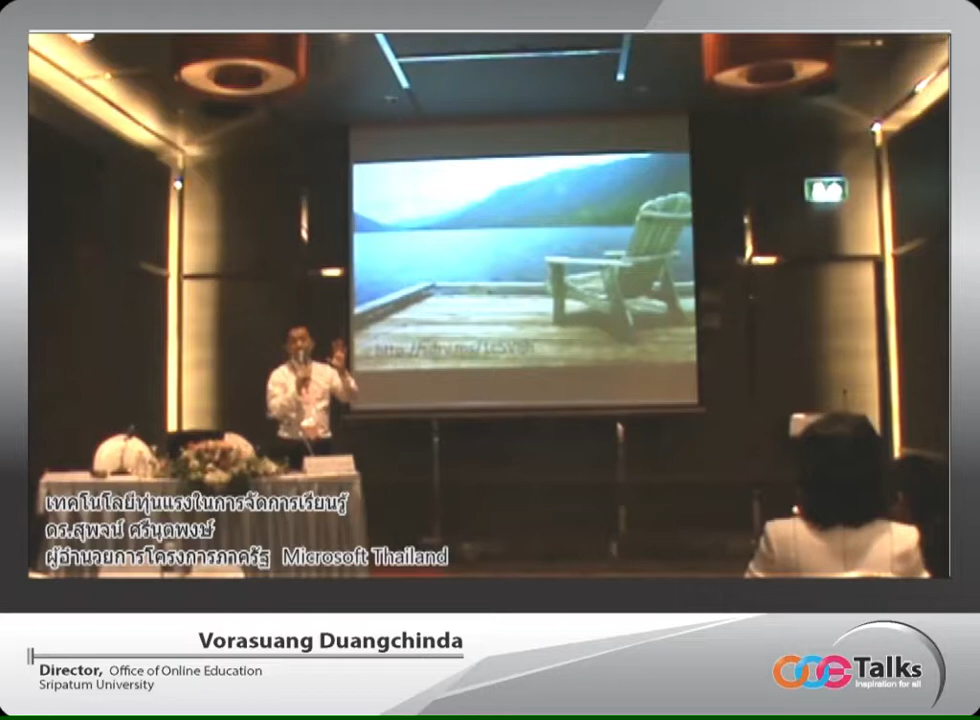 เทคโนโลยีทุ่นแรงในการจัดการเรียนรู้
ดร.สุพจน์ ศรีนุตพงษ์
ผู้อำนวยการโครงการภาครัฐ Microsoft Thailand
Vorasuang Duangchinda
Director, Office of Online Education
Sripatum University
OOE Talks
Inspiration for all